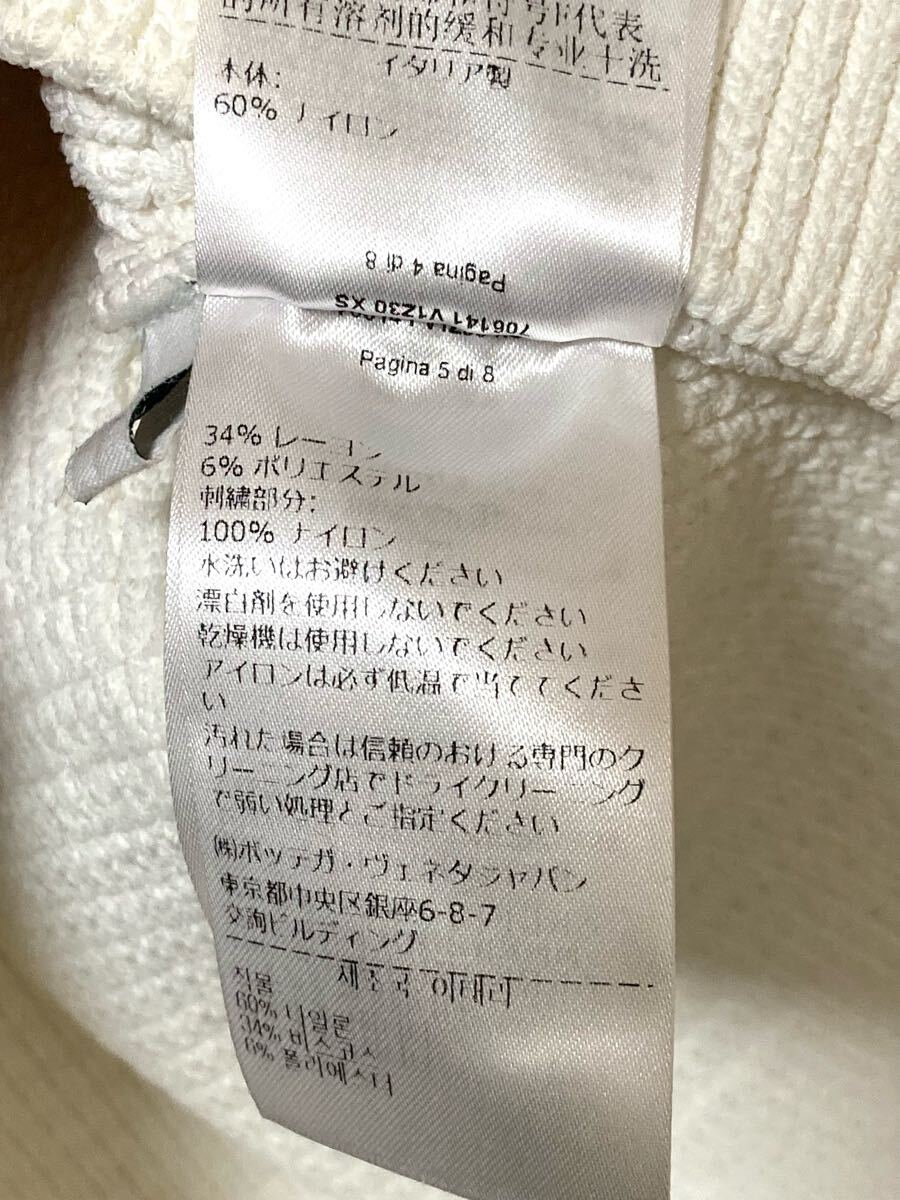 的所有溶剂的缓和专业干洗
イタリア製
本体:
60% ナイロン
Pagina 4 di 8
706141 V1Z30 XS
Pagina 5 di 8
34% レーヨン
6% ポリエステル
刺繍部分:
100% ナイロン
水洗いはお避けください
漂白剤を使用しないでください
乾燥機は使用しないでください
アイロンは必ず低温で当ててくださ
い
汚れた場合は信頼のおける専門のク
リーニング店でドライクリーニング
で弱い処理とご指定ください
㈱ボッテガ・ヴェネタジャパン
東京都中央区銀座6-8-7
交詢ビルディング
제조국 이태리
직물
60% 나일론
34% 비스코스
6% 폴리에스터